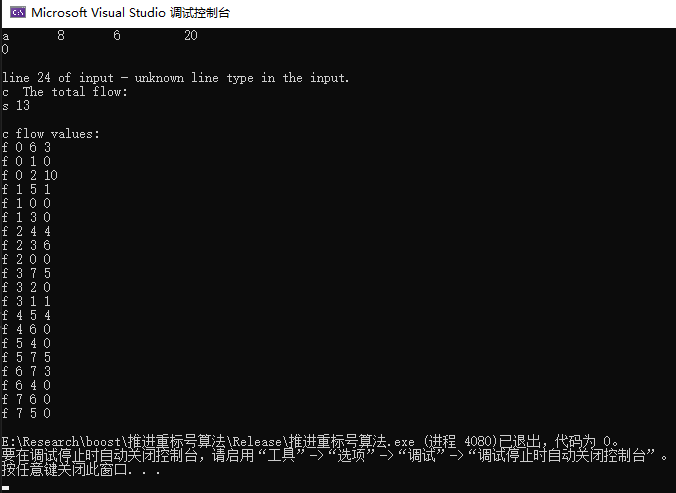 Microsoft Visual Studio 调试控制台
a 8 6 20
0
line 24 of input - unknown line type in the input.
c The total flow:
s 13
c flow values:
f 0 6 3
f 0 1 0
f 0 2 10
f 1 5 1
f 1 0 0
f 1 3 0
f 2 4 4
f 2 3 6
f 2 0 0
f 3 7 5
f 3 2 0
f 3 1 1
f 4 5 4
f 4 6 0
f 5 4 0
f 5 7 5
f 6 7 3
f 6 4 0
f 7 6 0
f 7 5 0
E:\Research\boost\推进重标号算法\Release\推进重标号算法.exe (进程 4080)已退出，代码为 0。
要在调试停止时自动关闭控制台，请启用“工具”->“选项”->“调试”->“调试停止时自动关闭控制台”。
按任意键关闭此窗口. . .